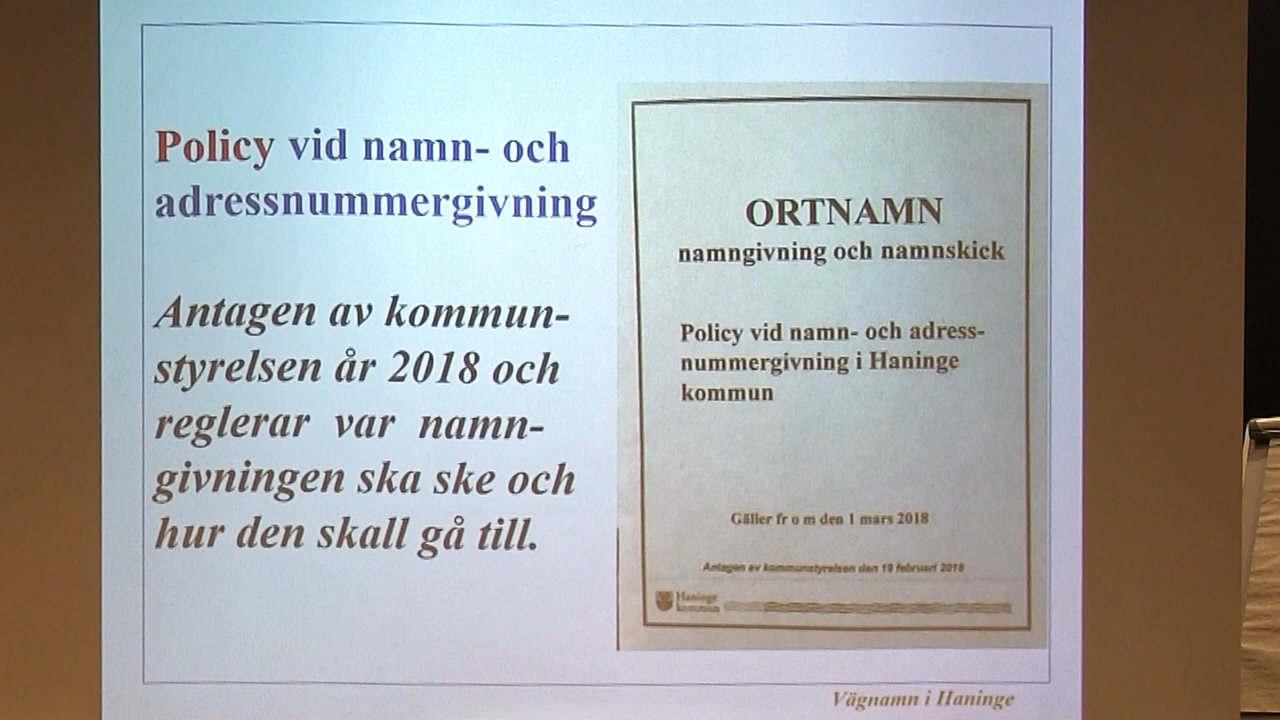 Policy vid namn- och
adressnummergivning
Antagen av kommun-
styrelsen år 2018 och
reglerar var namn-
givningen ska ske och
hur den skall gå till.
ORTNAMN
namngivning och namnskick
Policy vid namn- och adress-
nummergivning i Haninge
kommun
Gäller fr o m den 1 mars 2018
Antagen av kommunstyrelsen den 19 februari 2018
Haninge
kommun
Vägnamn i Haninge